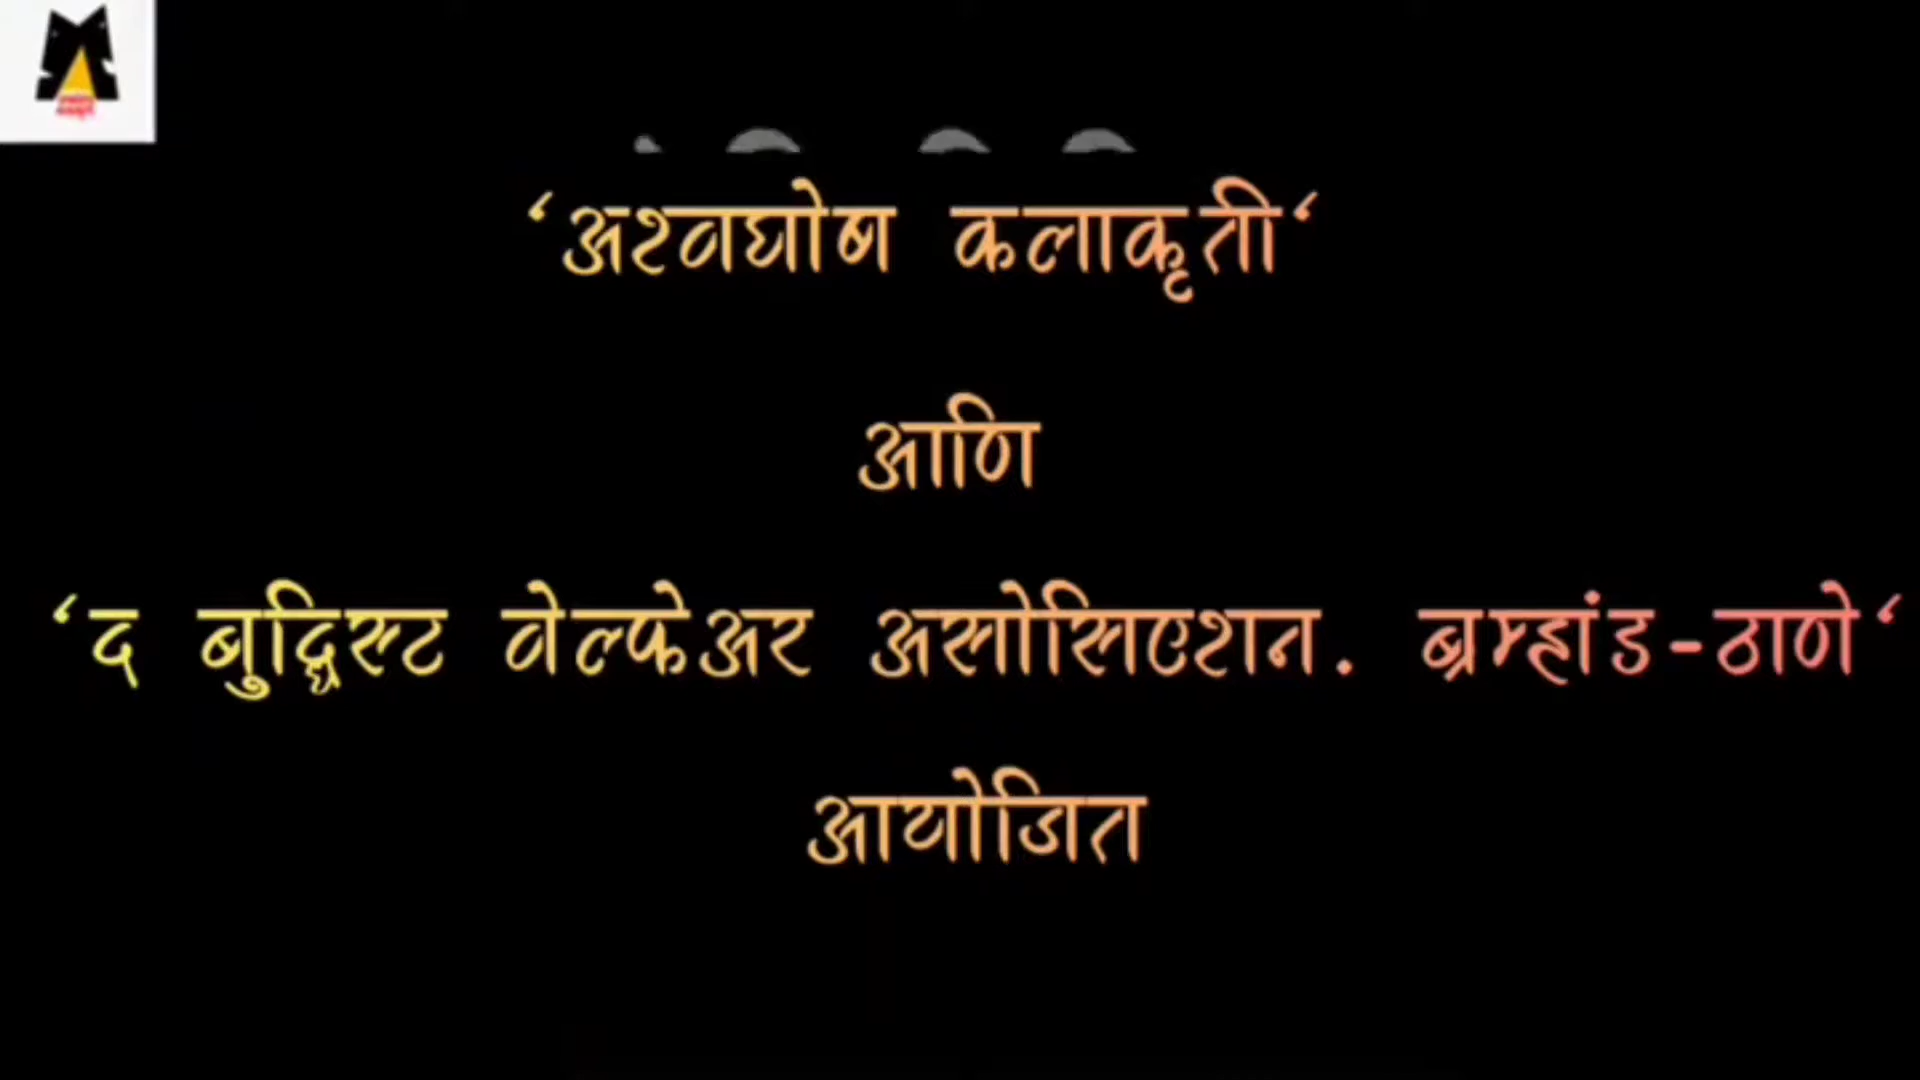 ‘अश्वघोष कलाकृती‘
आणि
‘द बुद्धिस्ट वेल्फेअर असोसिएशन. ब्रम्हांड-ठाणे‘
आयोजित